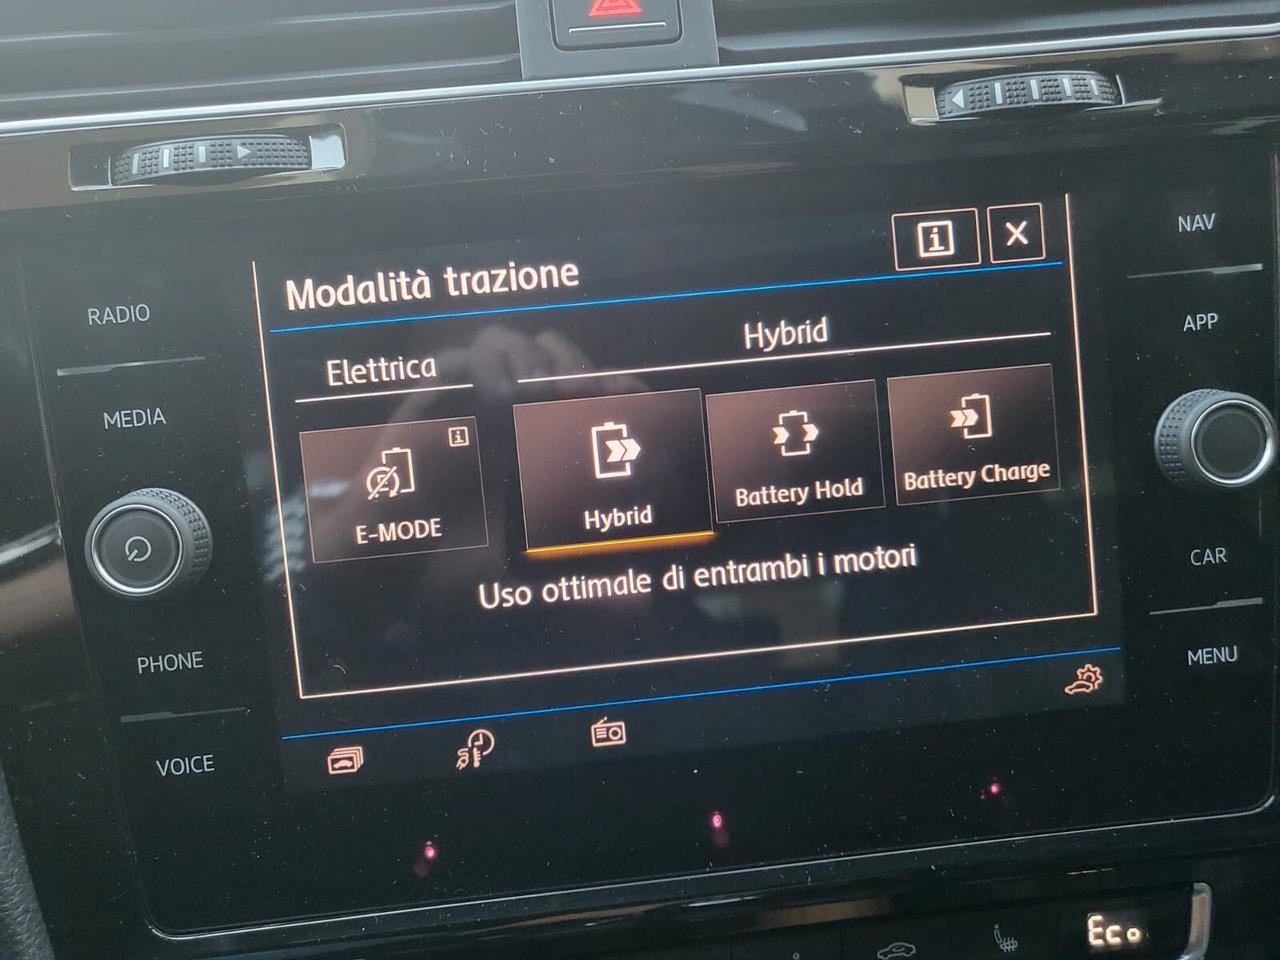 RADIO
MEDIA
PHONE
VOICE
Modalità trazione
Elettrica
Hybrid
E-MODE
Hybrid
Battery Hold
Battery Charge
Uso ottimale di entrambi i motori
NAV
APP
CAR
MENU
Eco